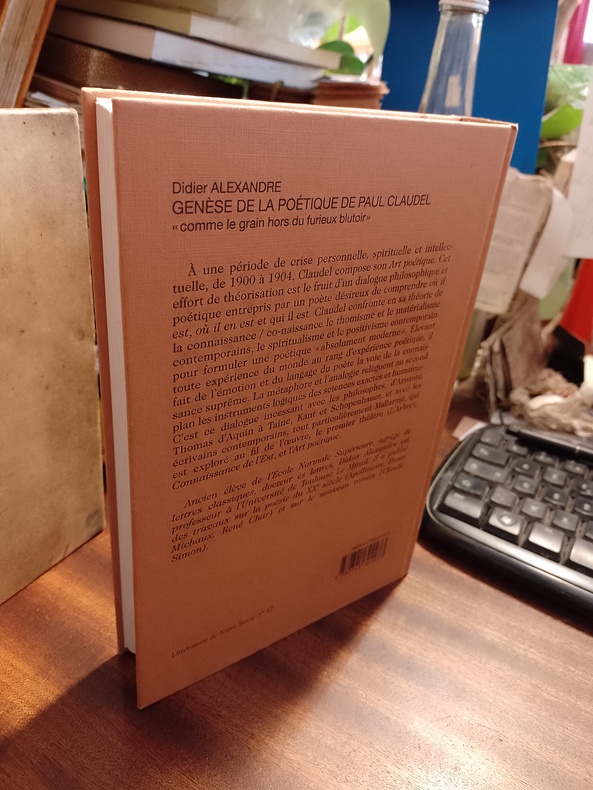 Didier ALEXANDRE
GENÈSE DE LA POÉTIQUE DE PAUL CLAUDEL
«comme le grain hors du furieux blutoir»
À une période de crise personnelle, spirituelle et intellec-
tuelle, de 1900 à 1904, Claudel compose son Art poétique. Cet
effort de théorisation est le fruit d'un dialogue philosophique et
poétique entrepris par un poète désireux de comprendre où il
est, où il en est et qui il est. Claudel confronte en sa théorie de
la connaissance / co-naissance le thomisme et le matérialisme
contemporains, le spiritualisme et le positivisme contemporain
pour formuler une poétique «absolument moderne». Élevant
toute expérience du monde au rang d'expérience poétique, il
fait de l'émotion et du langage du poète la voie de la connais-
sance suprême. La métaphore et l'analogie relèguent au second
plan les instruments logiques des sciences exactes et humaines.
C'est ce dialogue incessant avec les philosophes, d'Aristote,
Thomas d'Aquin à Taine, Kant et Schopenhauer, et avec les
écrivains contemporains, tout particulièrement Mallarmé, qui
est exploré au fil de l'œuvre, le premier théâtre (L'Arbre),
Connaissance de l'Est, et l'Art poétique.
Ancien élève de l'École Normale Supérieure, agrégé de
lettres classiques, docteur ès lettres, Didier Alexandre est
professeur à l'Université de Toulouse Le Mirail. Il a publié
des travaux sur la poésie du XXe siècle (Apollinaire,
Michaux, René Char) et sur le nouveau roman (Claude
Simon).
Littérature de Notre Siècle N°